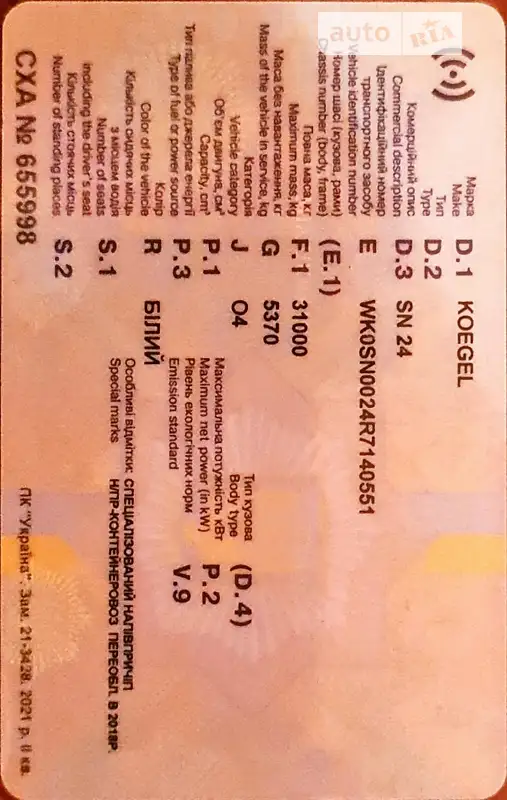 auto RIA
Марка
Make D.1 KOEGEL
Тип
Type D.2
Комерційний опис
Commercial description D.3 SN 24
Ідентифікаційний номер
транспортного засобу
Vehicle identification number E WK0SN0024R7140551
Номер шасі (кузова, рами)
Chassis number (body, frame) (E.1)
Повна маса, кг
Maximum mass, kg F.1 31000
Маса без навантаження, кг
Mass of the vehicle in service, kg G 5370
Категорія
Vehicle category J O4
Тип кузова
Body type (D.4)
Об'єм двигуна, см³
Capacity, cm³ P.1
Максимальна потужність кВт
Maximum net power (in kW) P.2
Тип палива або джерела енергії
Type of fuel or power source P.3
Рівень екологічних норм
Emission standard V.9
Колір
Color of the vehicle R БІЛИЙ
Кількість сидячих місць
з місцем водія
Number of seats
including the driver's seat S.1
Особливі відмітки: СПЕЦІАЛІЗОВАНИЙ НАПІВПРИЧІП
Special marks Н/ПР-КОНТЕЙНЕРОВОЗ ПЕРЕОБЛ. В 2018Р.
Кількість стоячих місць
Number of standing places S.2
СХА № 655998
ПК "Україна". Зам. 21-3428. 2021 р. II кв.